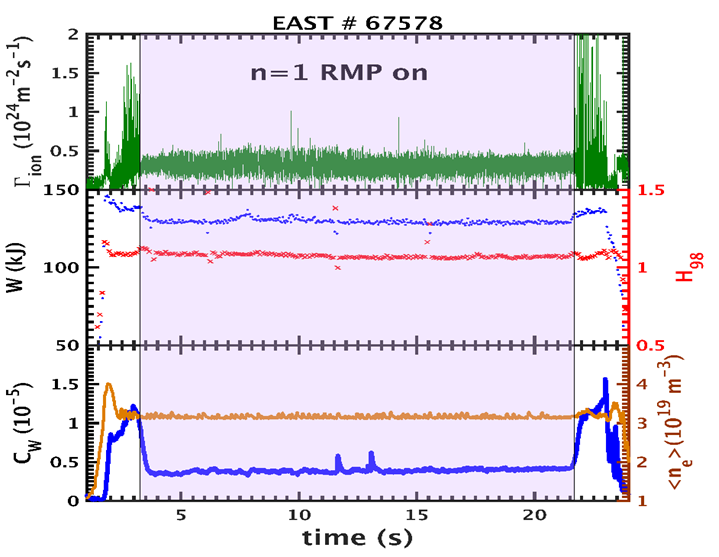 EAST # 67578
n=1 RMP on
Γion (10²⁴m⁻²s⁻¹)
2
1.5
1
0.5
150
100
50
W (kJ)
1.5
1
0.5
H98
1.5
1
0.5
0
CW (10⁻⁵)
4
3
2
1
<ne>(10¹⁹ m⁻³)
5
10
15
20
time (s)